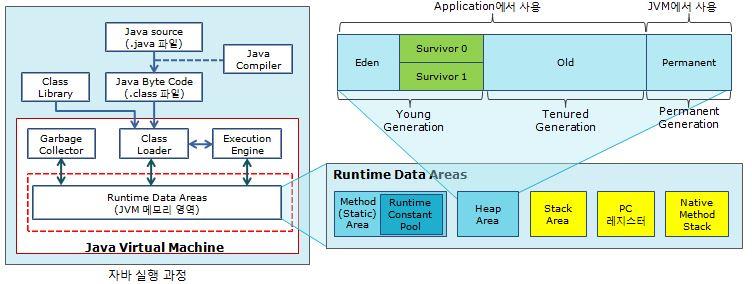 Java source
(.java 파일)
Java
Compiler
Class
Library
Java Byte Code
(.class 파일)
Garbage
Collector
Class
Loader
Execution
Engine
Runtime Data Areas
(JVM 메모리 영역)
Java Virtual Machine
자바 실행 과정
Application에서 사용
JVM에서 사용
Eden
Survivor 0
Survivor 1
Old
Permanent
Young
Generation
Tenured
Generation
Permanent
Generation
Runtime Data Areas
Method
(Static)
Area
Runtime
Constant
Pool
Heap
Area
Stack
Area
PC
레지스터
Native
Method
Stack